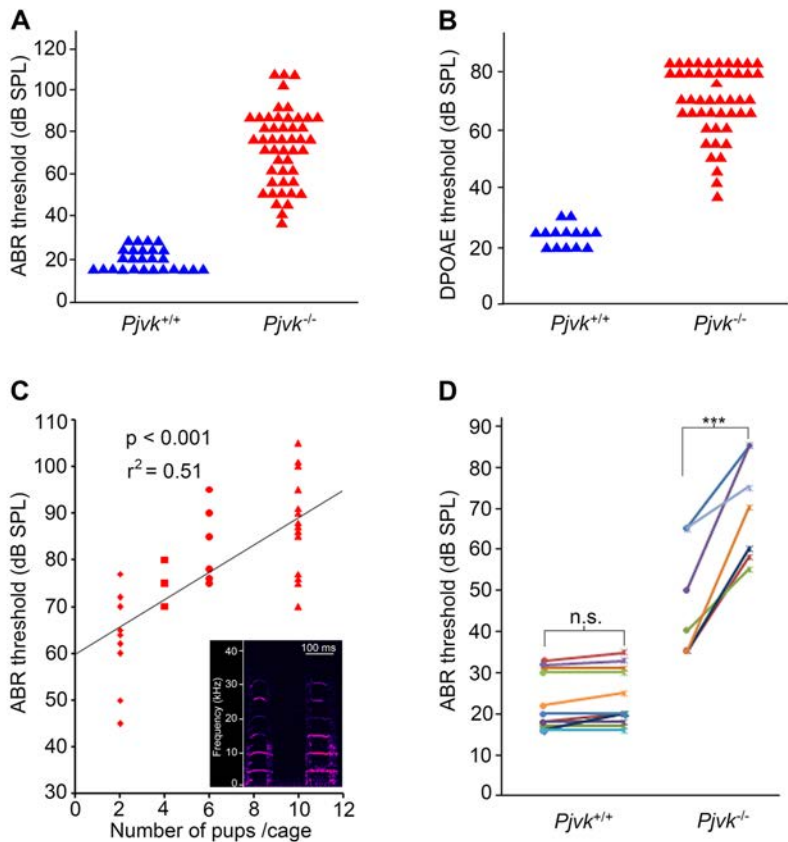 A
ABR threshold (dB SPL)
120
100
80
60
40
20
0
Pjvk+/+
Pjvk-/-
B
DPOAE threshold (dB SPL)
80
60
40
20
0
Pjvk+/+
Pjvk-/-
C
ABR threshold (dB SPL)
110
100
90
80
70
60
50
40
30
p < 0.001
r² = 0.51
100 ms
Frequency (kHz)
40
30
20
10
0
0
2
4
6
8
10
12
Number of pups /cage
D
ABR threshold (dB SPL)
90
80
70
60
50
40
30
20
10
0
n.s.
***
Pjvk+/+
Pjvk-/-